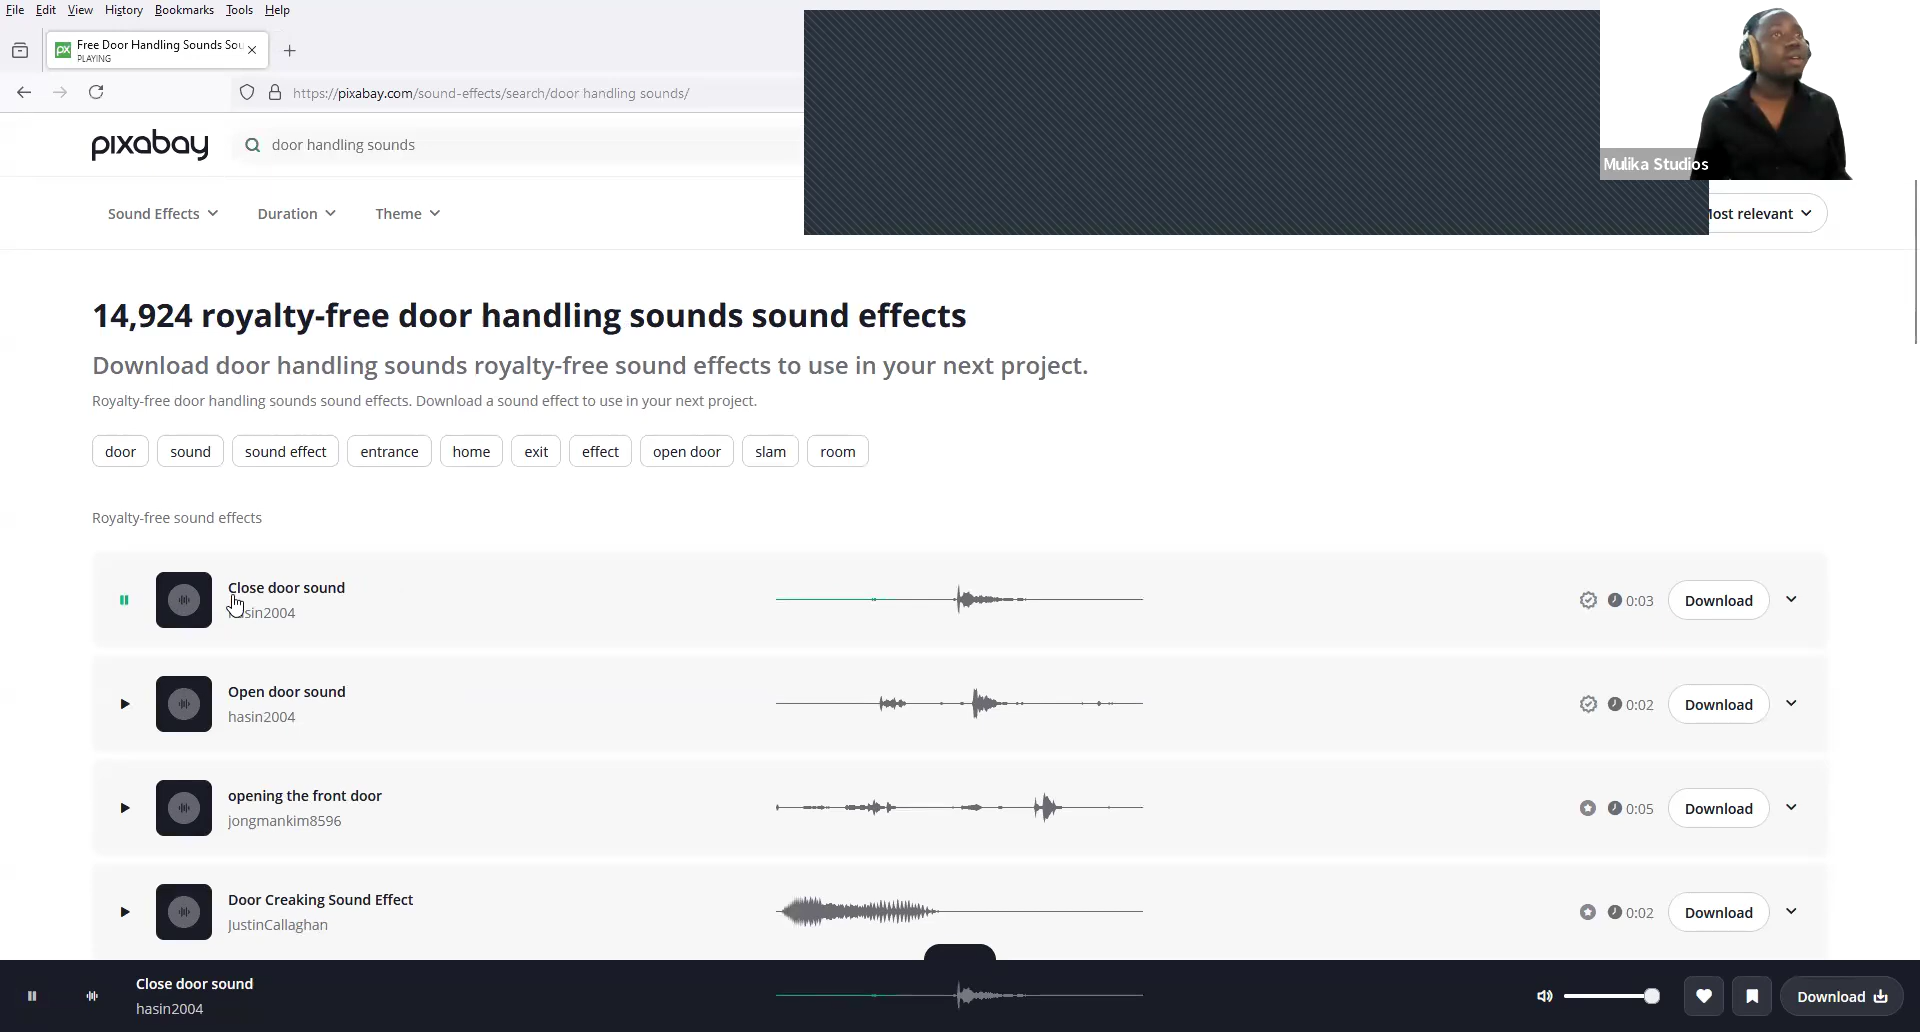 File Edit View History Bookmarks Tools Help
Free Door Handling Sounds Sou
PLAYING
https://pixabay.com/sound-effects/search/door handling sounds/
pixabay
door handling sounds
Mulika Studios
Sound Effects
Duration
Theme
ost relevant
14,924 royalty-free door handling sounds sound effects
Download door handling sounds royalty-free sound effects to use in your next project.
Royalty-free door handling sounds sound effects. Download a sound effect to use in your next project.
door sound sound effect entrance home exit effect open door slam room
Royalty-free sound effects
Close door sound
hasin2004
0:03
Download
Open door sound
hasin2004
0:02
Download
opening the front door
jongmankim8596
0:05
Download
Door Creaking Sound Effect
JustinCallaghan
0:02
Download
Close door sound
hasin2004
Download